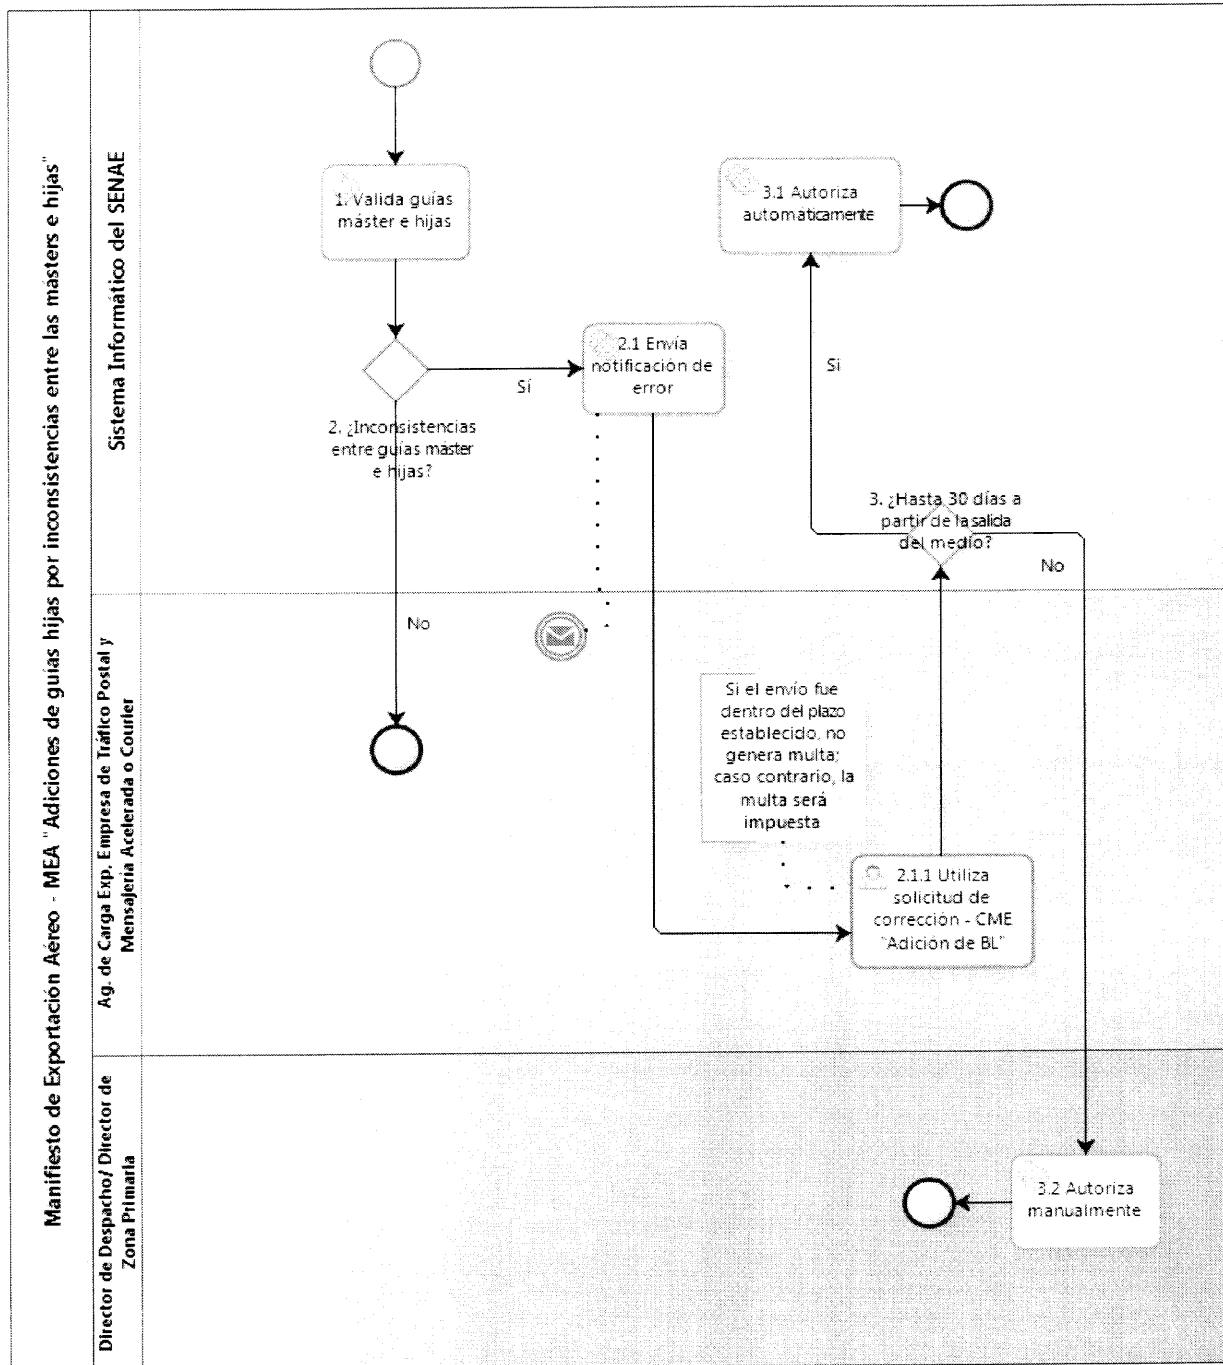 Manifiesto de Exportación Aéreo - MEA "Adiciones de guías hijas por inconsistencias entre las masters e hijas"
Sistema Informático del SENAE
1. Valida guías
máster e hijas
3.1 Autoriza
automáticamente
2.1 Envía
notificación de
error
Sí
Si
2. ¿Inconsistencias
entre guías máster
e hijas?
3. ¿Hasta 30 días a
partir de la salida
del medio?
No
Ag. de Carga Exp. Empresa de Tráfico Postal y
Mensajería Acelerada o Courier
No
Si el envío fue
dentro del plazo
establecido, no
genera multa;
caso contrario, la
multa será
impuesta
2.1.1 Utiliza
solicitud de
corrección - CME
"Adición de BL"
Director de Despacho/ Director de
Zona Primaria
3.2 Autoriza
manualmente